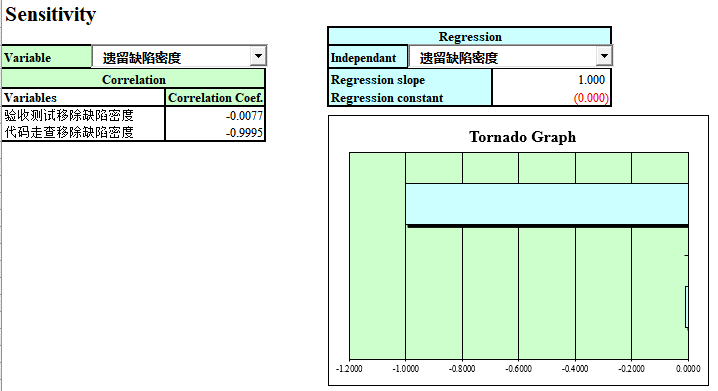 Sensitivity
Variable 遗留缺陷密度
Correlation
Variables Correlation Coef.
验收测试移除缺陷密度 -0.0077
代码走查移除缺陷密度 -0.9995
Regression
Independant 遗留缺陷密度
Regression slope 1.000
Regression constant (0.000)
Tornado Graph
-1.2000 -1.0000 -0.8000 -0.6000 -0.4000 -0.2000 0.0000